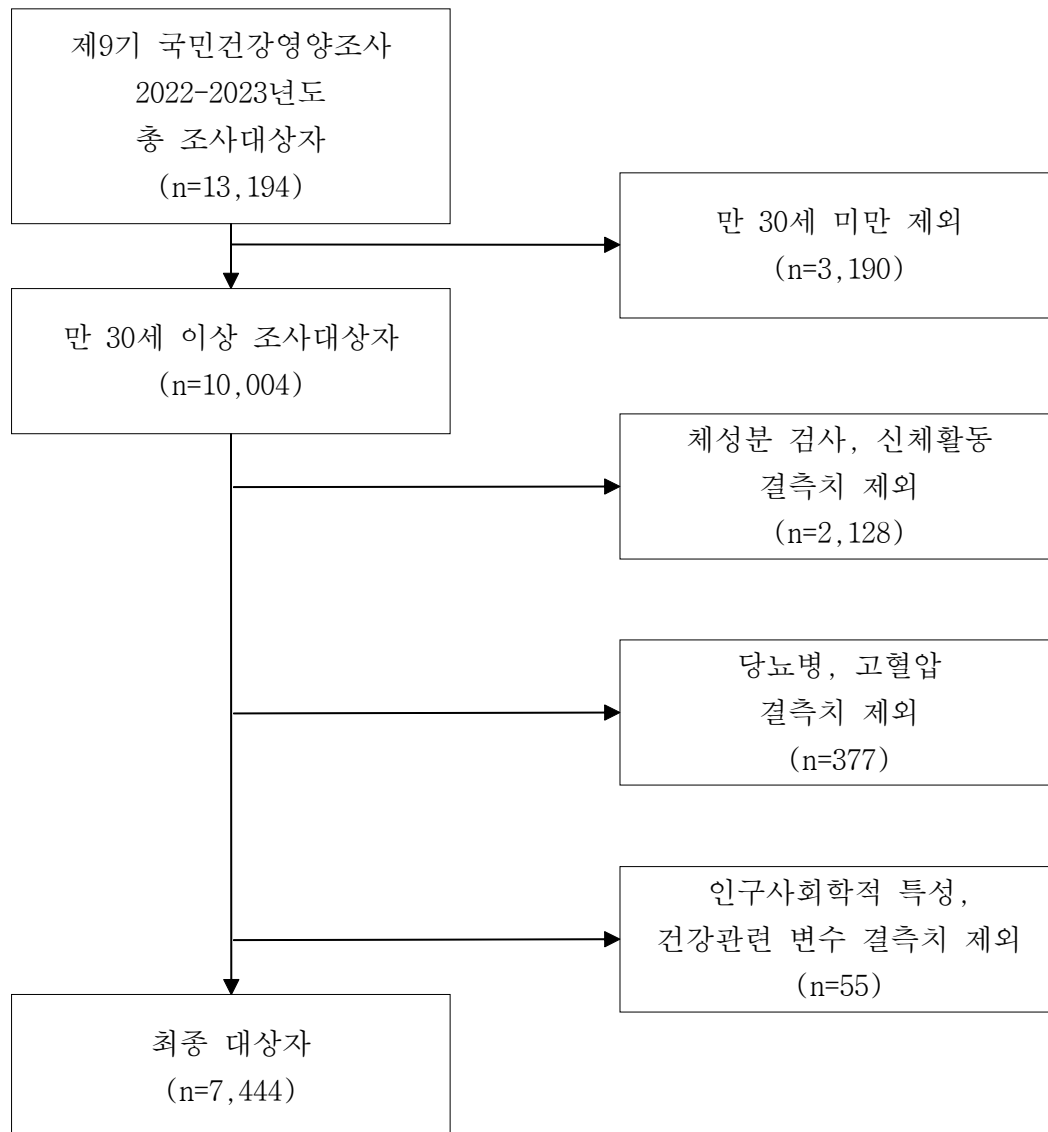 제9기 국민건강영양조사
2022-2023년도
총 조사대상자
(n=13,194)
만 30세 미만 제외
(n=3,190)
만 30세 이상 조사대상자
(n=10,004)
체성분 검사, 신체활동
결측치 제외
(n=2,128)
당뇨병, 고혈압
결측치 제외
(n=377)
인구사회학적 특성,
건강관련 변수 결측치 제외
(n=55)
최종 대상자
(n=7,444)